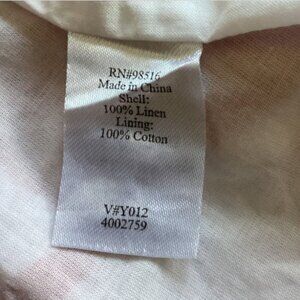 RN#98516
Made in China
Shell:
100% Linen
Lining:
100% Cotton
V#Y012
4002759